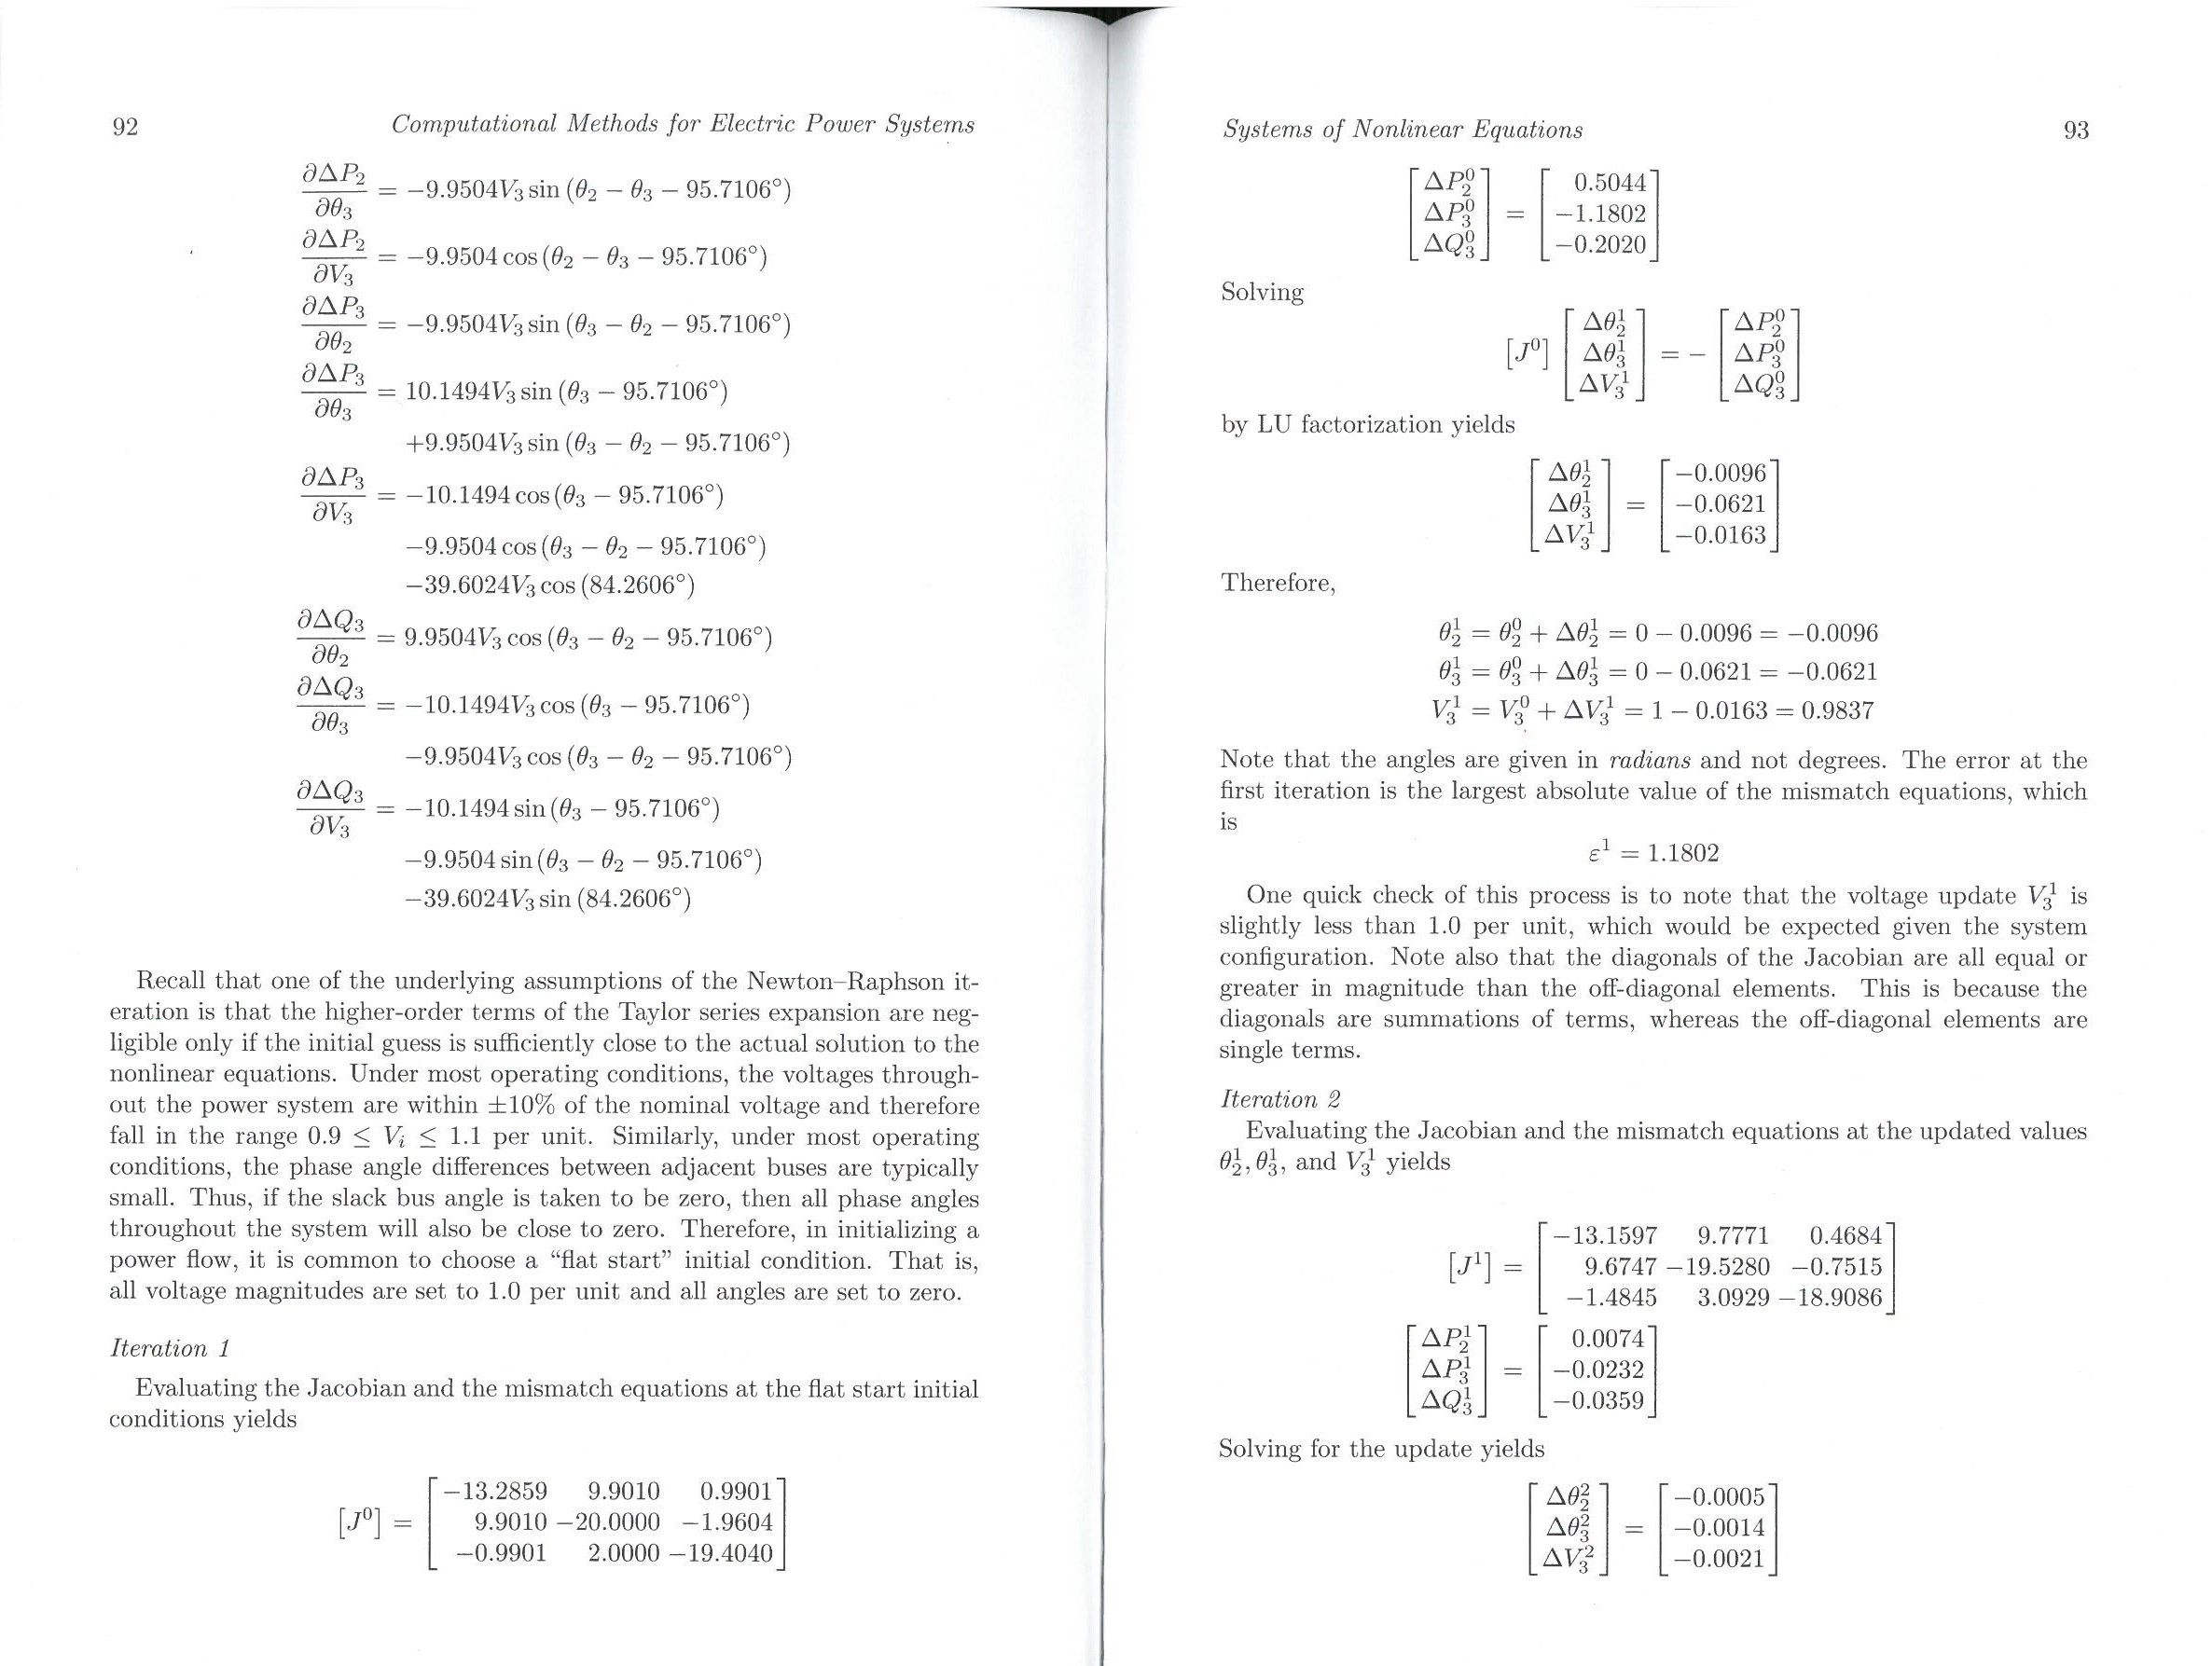 92
Computational Methods for Electric Power Systems
∂ΔP₂/∂θ₃ = −9.9504V₃ sin (θ₂ − θ₃ − 95.7106°)
∂ΔP₂/∂V₃ = −9.9504 cos (θ₂ − θ₃ − 95.7106°)
∂ΔP₃/∂θ₂ = −9.9504V₃ sin (θ₃ − θ₂ − 95.7106°)
∂ΔP₃/∂θ₃ = 10.1494V₃ sin (θ₃ − 95.7106°)
+9.9504V₃ sin (θ₃ − θ₂ − 95.7106°)
∂ΔP₃/∂V₃ = −10.1494 cos (θ₃ − 95.7106°)
−9.9504 cos (θ₃ − θ₂ − 95.7106°)
−39.6024V₃ cos (84.2606°)
∂ΔQ₃/∂θ₂ = 9.9504V₃ cos (θ₃ − θ₂ − 95.7106°)
∂ΔQ₃/∂θ₃ = −10.1494V₃ cos (θ₃ − 95.7106°)
−9.9504V₃ cos (θ₃ − θ₂ − 95.7106°)
∂ΔQ₃/∂V₃ = −10.1494 sin (θ₃ − 95.7106°)
−9.9504 sin (θ₃ − θ₂ − 95.7106°)
−39.6024V₃ sin (84.2606°)
Recall that one of the underlying assumptions of the Newton–Raphson it-
eration is that the higher-order terms of the Taylor series expansion are neg-
ligible only if the initial guess is sufficiently close to the actual solution to the
nonlinear equations. Under most operating conditions, the voltages through-
out the power system are within ±10% of the nominal voltage and therefore
fall in the range 0.9 ≤ Vᵢ ≤ 1.1 per unit. Similarly, under most operating
conditions, the phase angle differences between adjacent buses are typically
small. Thus, if the slack bus angle is taken to be zero, then all phase angles
throughout the system will also be close to zero. Therefore, in initializing a
power flow, it is common to choose a “flat start” initial condition. That is,
all voltage magnitudes are set to 1.0 per unit and all angles are set to zero.
Iteration 1
Evaluating the Jacobian and the mismatch equations at the flat start initial
conditions yields
−13.2859 9.9010 0.9901
[J⁰] = 9.9010 −20.0000 −1.9604
−0.9901 2.0000 −19.4040
Systems of Nonlinear Equations
93
ΔP₂⁰ 0.5044
ΔP₃⁰ = −1.1802
ΔQ₃⁰ −0.2020
Solving
Δθ₂¹ ΔP₂⁰
[J⁰] Δθ₃¹ = − ΔP₃⁰
ΔV₃¹ ΔQ₃⁰
by LU factorization yields
Δθ₂¹ −0.0096
Δθ₃¹ = −0.0621
ΔV₃¹ −0.0163
Therefore,
θ₂¹ = θ₂⁰ + Δθ₂¹ = 0 − 0.0096 = −0.0096
θ₃¹ = θ₃⁰ + Δθ₃¹ = 0 − 0.0621 = −0.0621
V₃¹ = V₃⁰ + ΔV₃¹ = 1 − 0.0163 = 0.9837
Note that the angles are given in radians and not degrees. The error at the
first iteration is the largest absolute value of the mismatch equations, which
is
ε¹ = 1.1802
One quick check of this process is to note that the voltage update V₃¹ is
slightly less than 1.0 per unit, which would be expected given the system
configuration. Note also that the diagonals of the Jacobian are all equal or
greater in magnitude than the off-diagonal elements. This is because the
diagonals are summations of terms, whereas the off-diagonal elements are
single terms.
Iteration 2
Evaluating the Jacobian and the mismatch equations at the updated values
θ₂¹, θ₃¹, and V₃¹ yields
−13.1597 9.7771 0.4684
[J¹] = 9.6747 −19.5280 −0.7515
−1.4845 3.0929 −18.9086
ΔP₂¹ 0.0074
ΔP₃¹ = −0.0232
ΔQ₃¹ −0.0359
Solving for the update yields
Δθ₂² −0.0005
Δθ₃² = −0.0014
ΔV₃² −0.0021